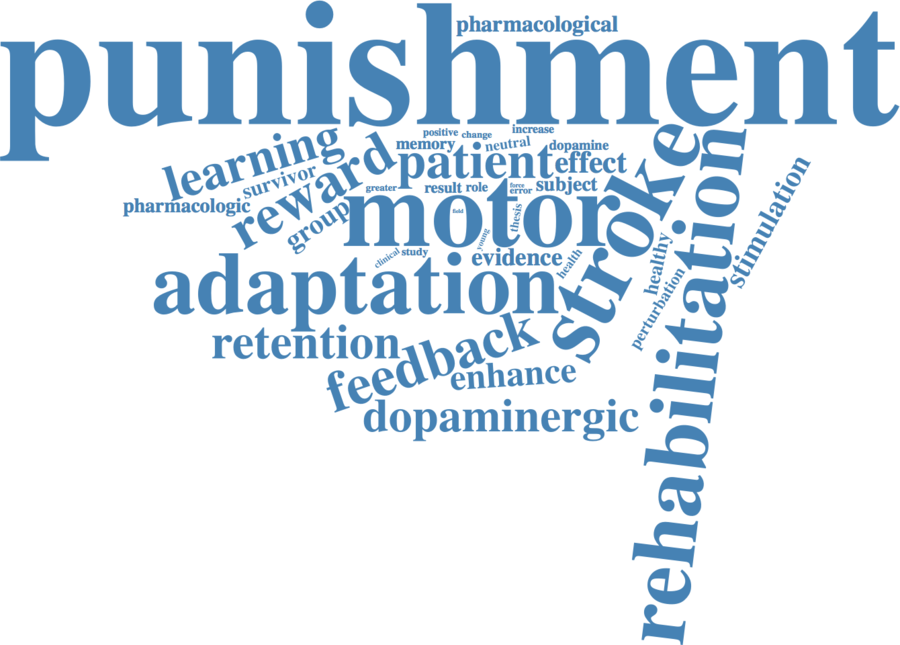 pharmacological
punishment
positive
change
increase
learning
memory
neutral
dopamine
survivor
reward
patient
effect
stroke
rehabilitation
stimulation
pharmacologic
group
greater
result
role
force
error
subject
motor
field
thesis
young
clinical
study
evidence
health
healthy
perturbation
adaptation
retention
feedback
enhance
dopaminergic